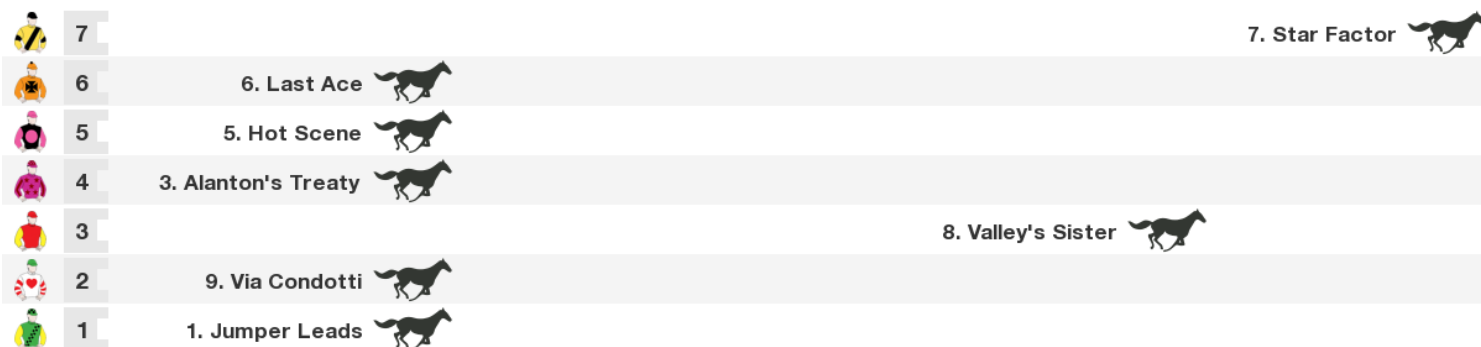 7 7. Star Factor
6 6. Last Ace
5 5. Hot Scene
4 3. Alanton's Treaty
3 8. Valley's Sister
2 9. Via Condotti
1 1. Jumper Leads